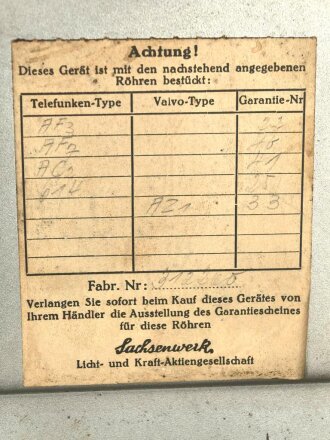 Achtung!
Dieses Gerät ist mit den nachstehend angegebenen
Röhren bestückt:
Telefunken-Type Valvo-Type Garantie-Nr
AF3
AF7
AZ1 33
Fabr. Nr:
Verlangen Sie sofort beim Kauf dieses Gerätes von
Ihrem Händler die Ausstellung des Garantiescheines
für diese Röhren
Sachsenwerk
Licht- und Kraft-Aktiengesellschaft